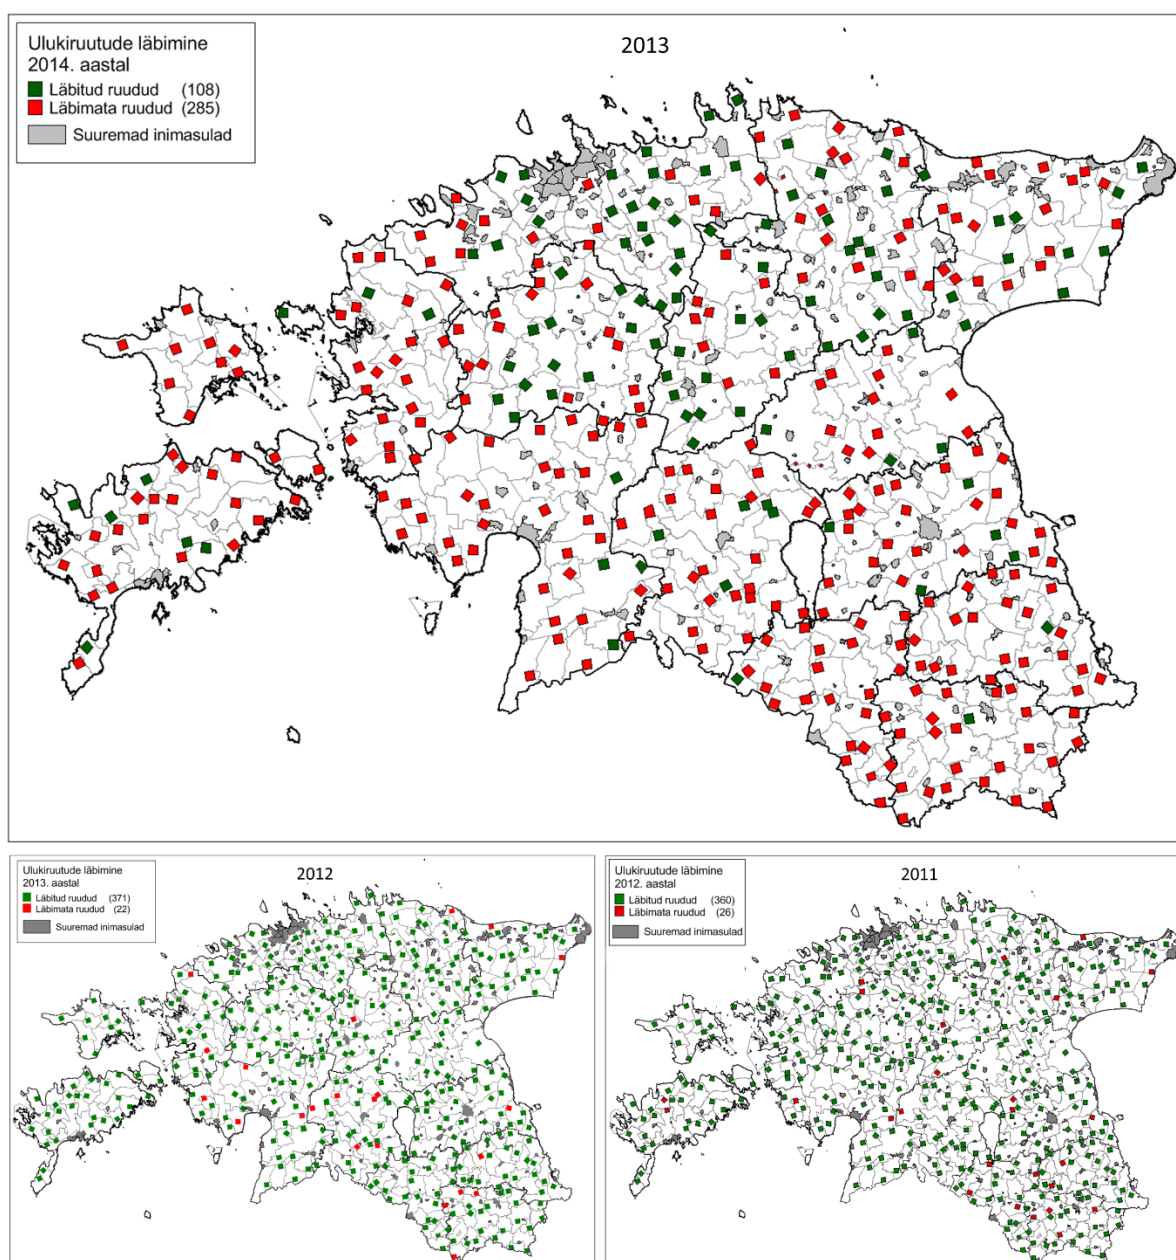 Ulukiruutude läbimine
2014. aastal
Läbitud ruudud (108)
Läbimata ruudud (285)
Suuremad inimasulad
2013
Ulukiruutude läbimine
2013. aastal
Läbitud ruudud (371)
Läbimata ruudud (22)
Suuremad inimasulad
2012
Ulukiruutude läbimine
2012. aastal
Läbitud ruudud (360)
Läbimata ruudud (26)
Suuremad inimasulad
2011